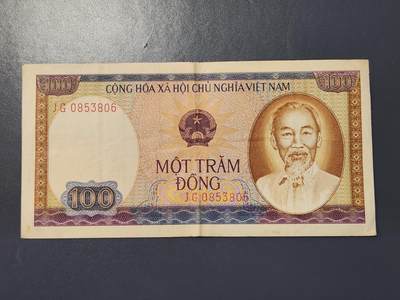 CỘNG HÒA XÃ HỘI CHỦ NGHĨA VIỆT NAM
100 100
JG 0853806
MỘT TRĂM
ĐỒNG
JG 0853806
100